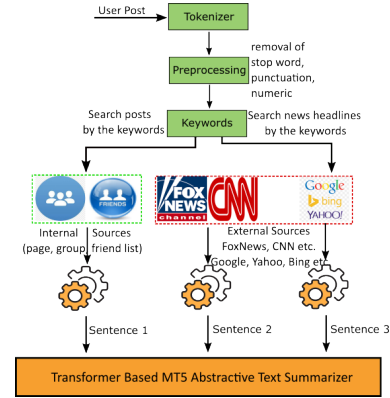 User Post
Tokenizer
removal of
stop word,
punctuation,
numeric
Preprocessing
Search posts
by the keywords
Keywords
Search news headlines
by the keywords
FRIENDS
FOX
NEWS
channel
CNN
Google
bing
YAHOO!
Internal Sources
(page, group, friend list)
External Sources
FoxNews, CNN etc.
Google, Yahoo, Bing etc
Sentence 1
Sentence 2
Sentence 3
Transformer Based MT5 Abstractive Text Summarizer